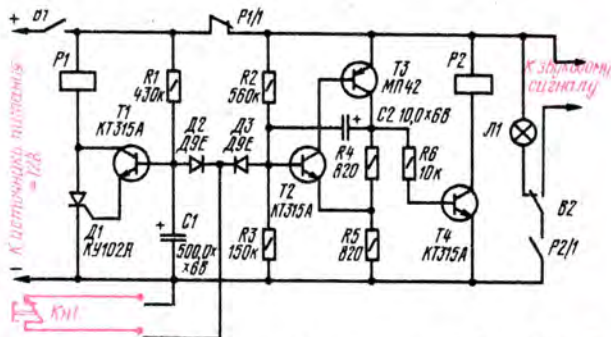 +
В1
Р1/1
Р1
R1
430к
R2
560к
Т3
МП42
Р2
К звуковому
сигналу
Т1
КТ315А
Д2
Д9Е
Д3
Д9Е
С2 10,0×6В
R4
820
R6
10к
Л1
К источнику питания
= 12В
Т2
КТ315А
В2
Д1
КУ102А
+
С1
500,0×
×6В
R3
150к
R5
820
Т4
КТ315А
Р2/1
−
Кн1